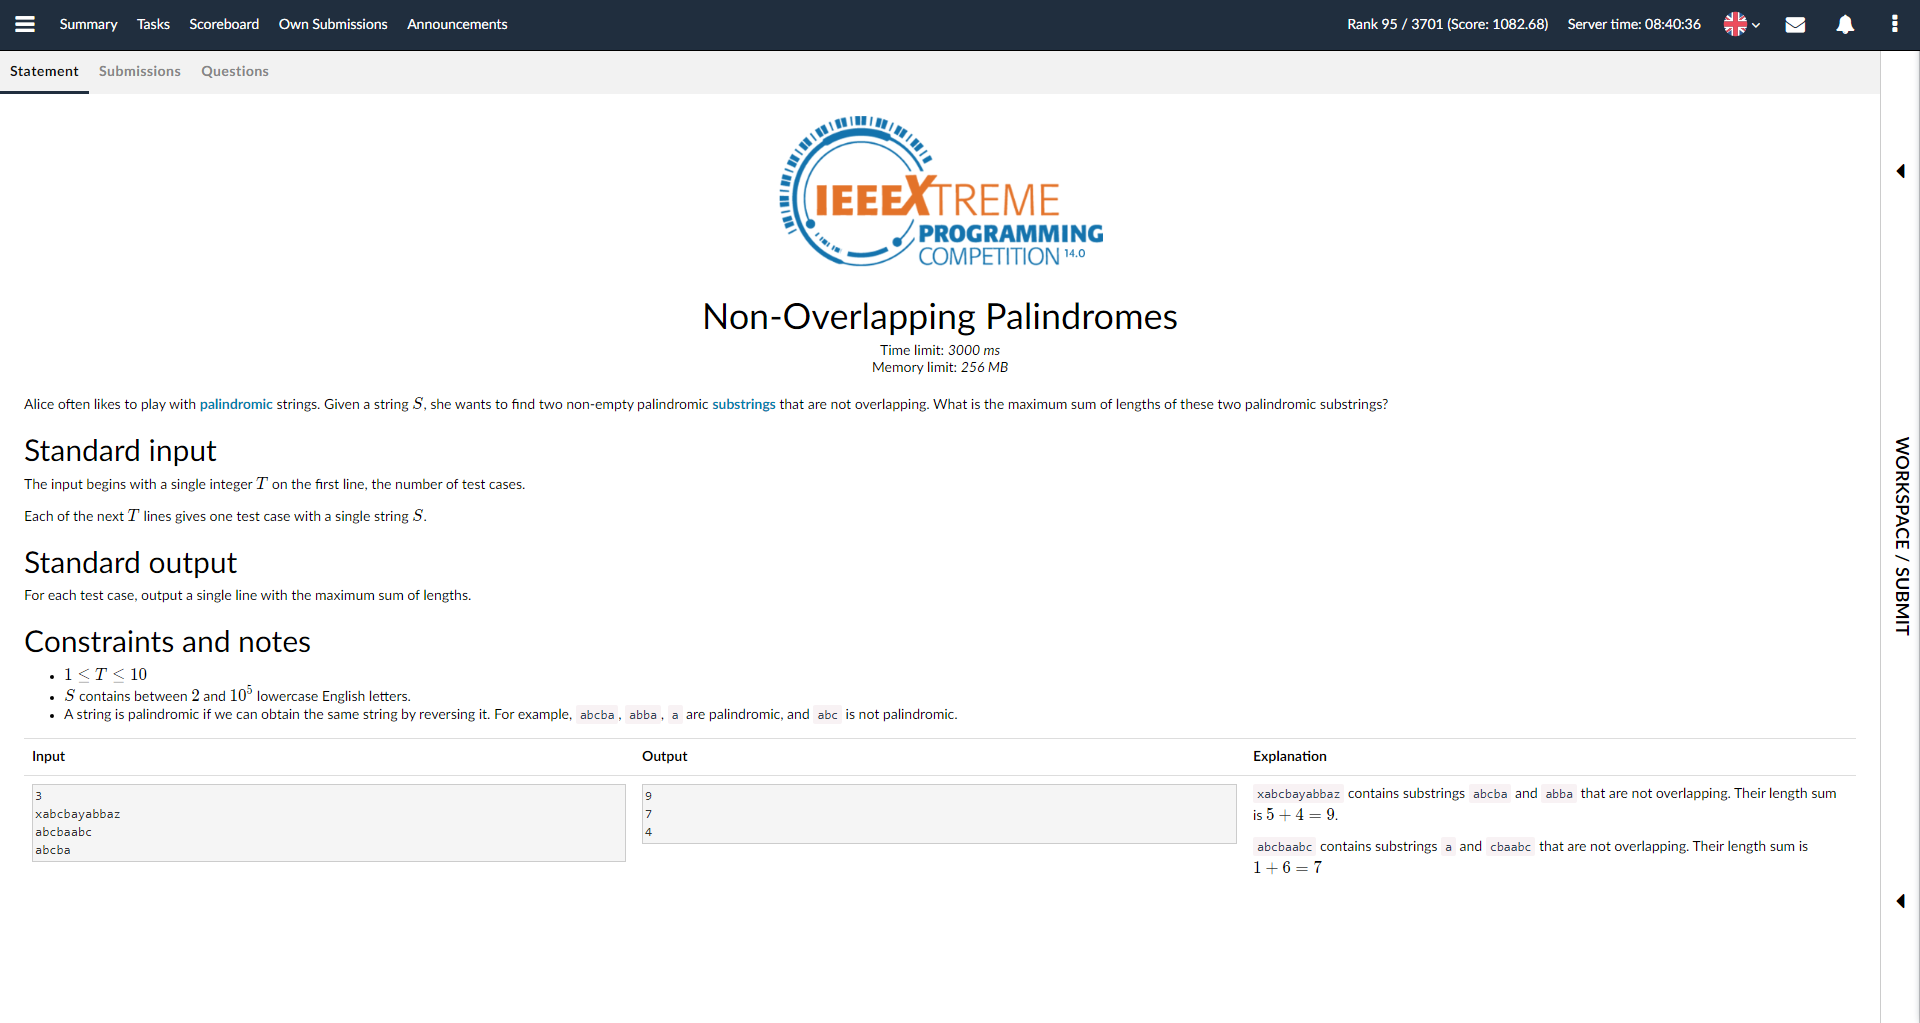 Summary Tasks Scoreboard Own Submissions Announcements Rank 95 / 3701 (Score: 1082.68) Server time: 08:40:36
Statement Submissions Questions
IEEEXTREME
PROGRAMMING
COMPETITION 14.0
Non-Overlapping Palindromes
Time limit: 3000 ms
Memory limit: 256 MB
Alice often likes to play with palindromic strings. Given a string S, she wants to find two non-empty palindromic substrings that are not overlapping. What is the maximum sum of lengths of these two palindromic substrings?
Standard input
The input begins with a single integer T on the first line, the number of test cases.
Each of the next T lines gives one test case with a single string S.
Standard output
For each test case, output a single line with the maximum sum of lengths.
Constraints and notes
• 1 ≤ T ≤ 10
• S contains between 2 and 10⁵ lowercase English letters.
• A string is palindromic if we can obtain the same string by reversing it. For example, abcba, abba, a are palindromic, and abc is not palindromic.
Input Output Explanation
3
xabcbayabbaz
abcbaabc
abcba
9
7
4
xabcbayabbaz contains substrings abcba and abba that are not overlapping. Their length sum
is 5 + 4 = 9.
abcbaabc contains substrings a and cbaabc that are not overlapping. Their length sum is
1 + 6 = 7
WORKSPACE / SUBMIT